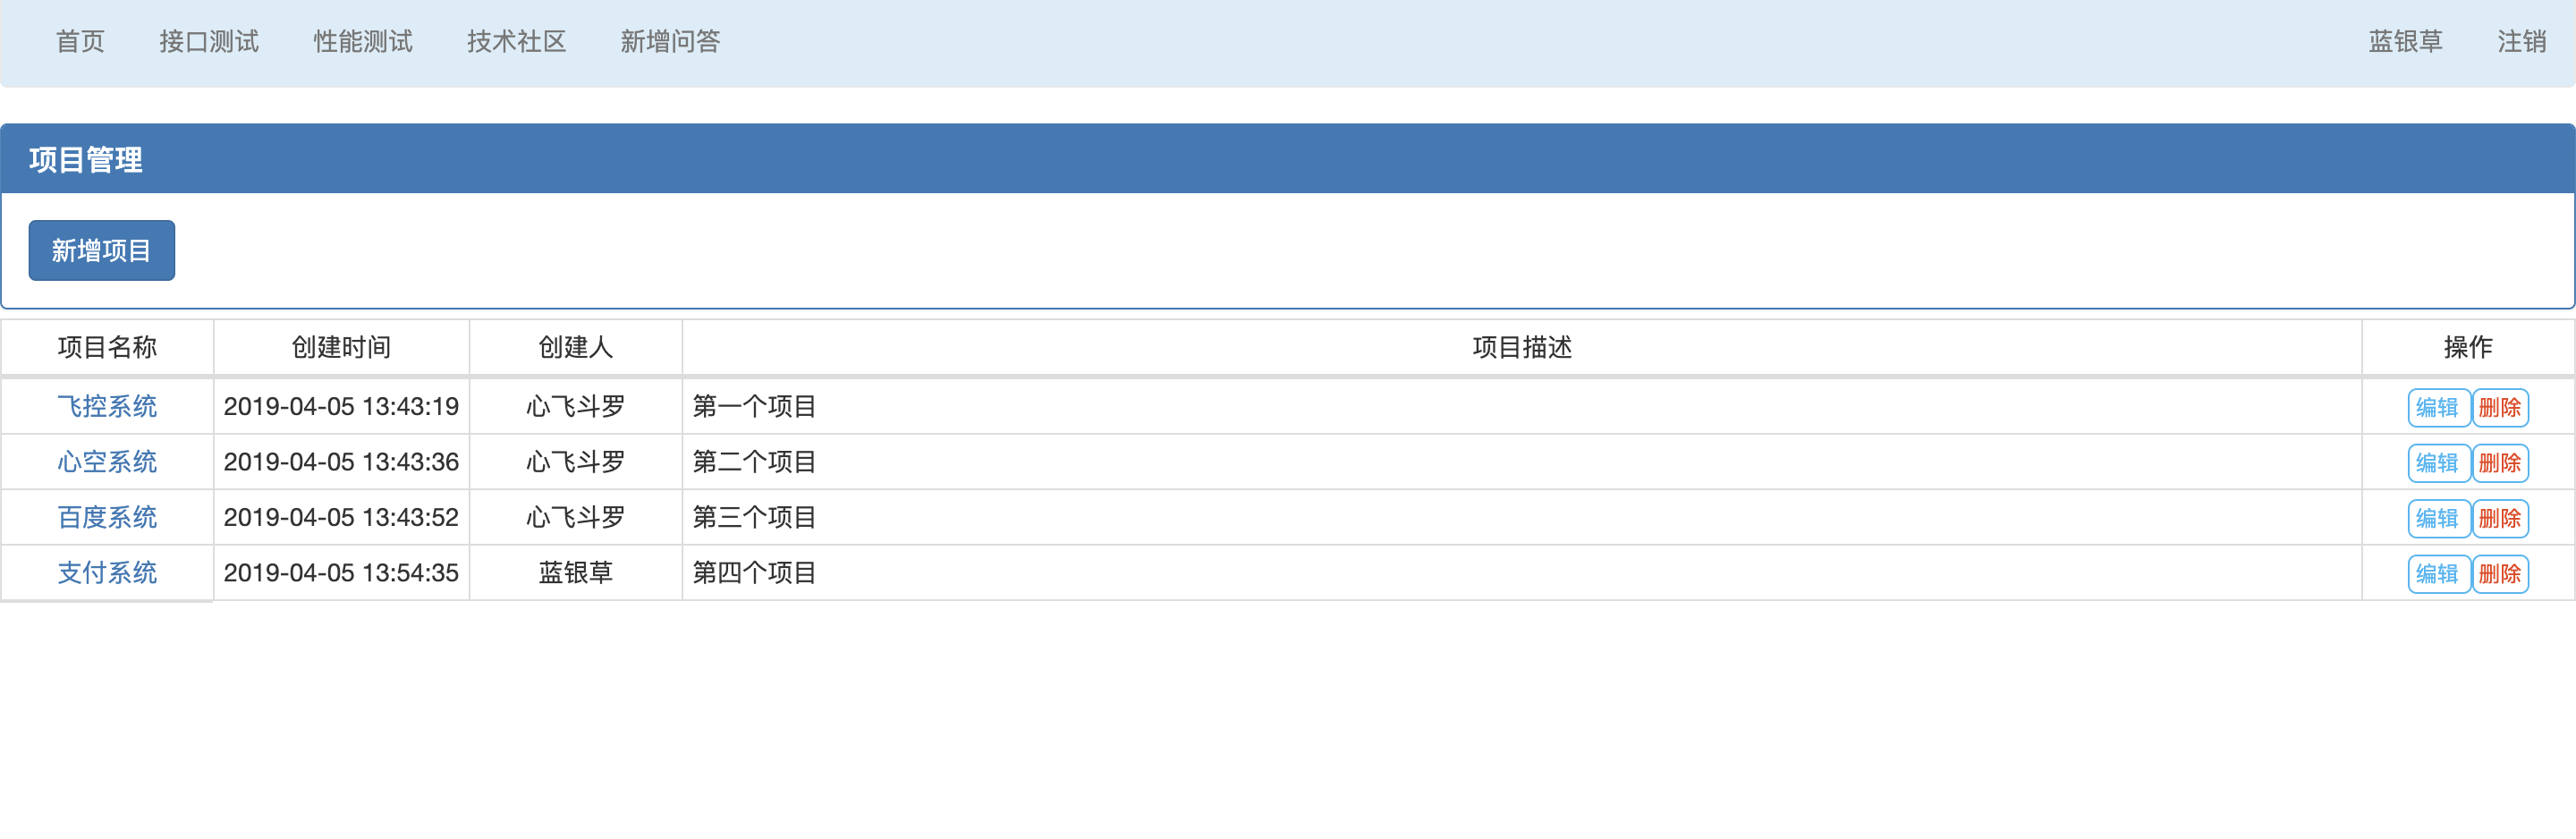 首页 接口测试 性能测试 技术社区 新增问答 蓝银草 注销
项目管理
新增项目
项目名称 创建时间 创建人 项目描述 操作
飞控系统 2019-04-05 13:43:19 心飞斗罗 第一个项目 编辑 删除
心空系统 2019-04-05 13:43:36 心飞斗罗 第二个项目 编辑 删除
百度系统 2019-04-05 13:43:52 心飞斗罗 第三个项目 编辑 删除
支付系统 2019-04-05 13:54:35 蓝银草 第四个项目 编辑 删除